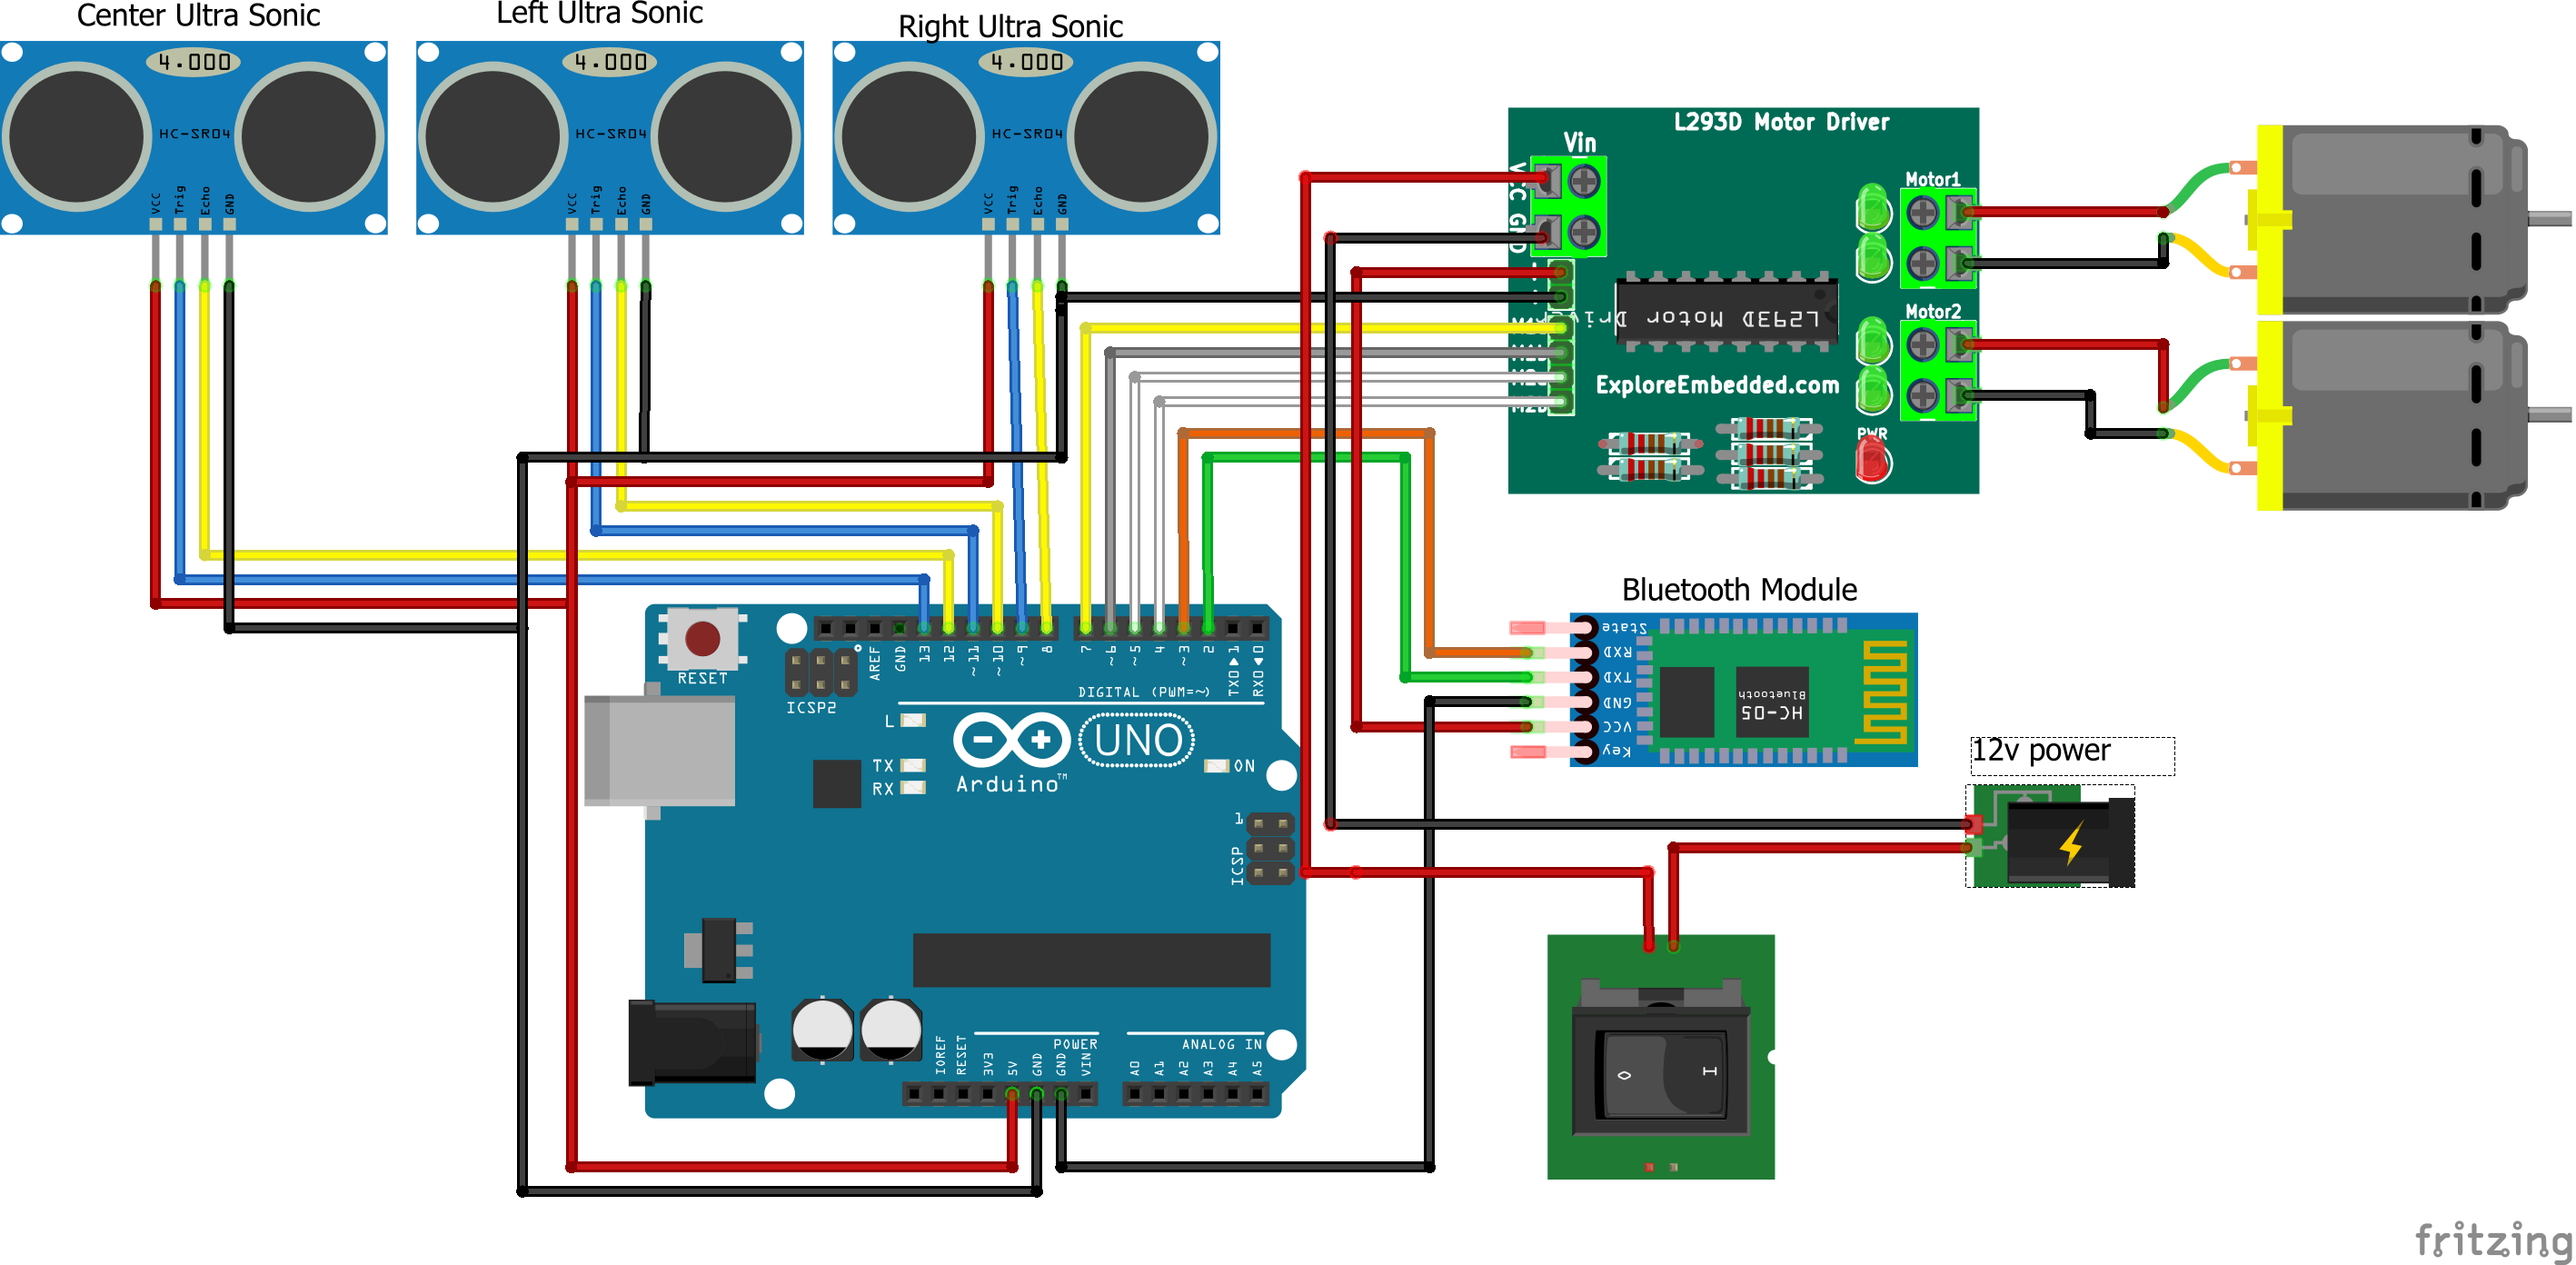 Center Ultra Sonic
Left Ultra Sonic
Right Ultra Sonic
4.000
HC-SR04
VCC
Trig
Echo
GND
4.000
HC-SR04
VCC
Trig
Echo
GND
4.000
HC-SR04
VCC
Trig
Echo
GND
L293D Motor Driver
Vin
VCC GND
Motor1
Motor2
L293D Motor Driver
M2B
ExploreEmbedded.com
PWR
Bluetooth Module
State
RXD
TXD
GND
VCC
Key
Bluetooth
HC-05
12v power
RESET
ICSP2
AREF
GND
13
12
~11
~10
~9
8
7
~6
~5
4
~3
2
TX0▶1
RX0◀0
DIGITAL (PWM=~)
L
TX
RX
UNO
Arduino™
ON
1
ICSP
IOREF
RESET
3V3
5V
GND
GND
VIN
POWER
ANALOG IN
A0
A1
A2
A3
A4
A5
O
I
fritzing